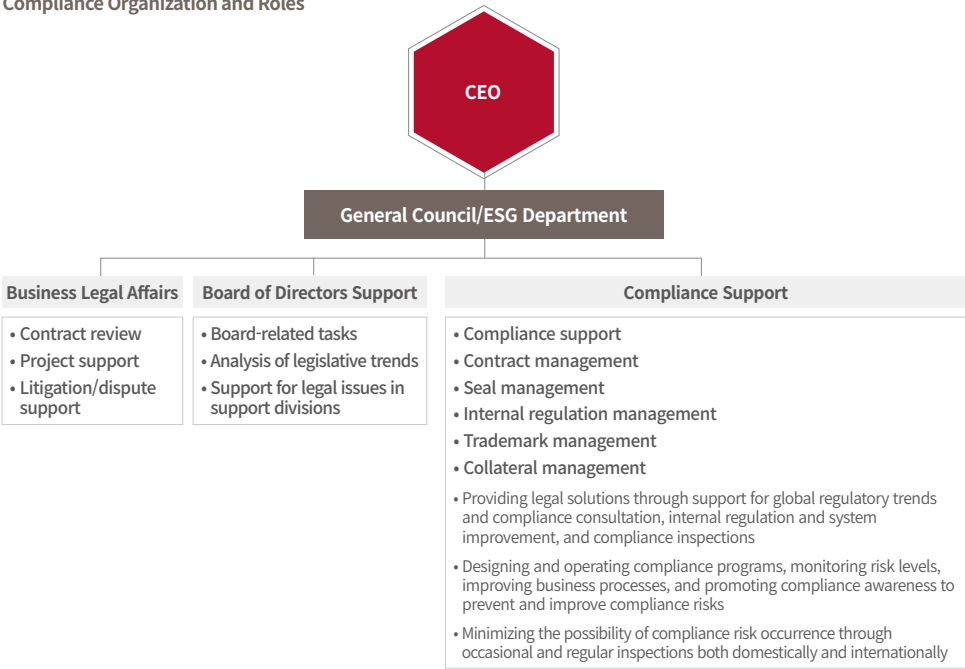 Compliance Organization and Roles
CEO
General Council/ESG Department
Business Legal Affairs
• Contract review
• Project support
• Litigation/dispute
support
Board of Directors Support
• Board-related tasks
• Analysis of legislative trends
• Support for legal issues in
support divisions
Compliance Support
• Compliance support
• Contract management
• Seal management
• Internal regulation management
• Trademark management
• Collateral management
• Providing legal solutions through support for global regulatory trends
and compliance consultation, internal regulation and system
improvement, and compliance inspections
• Designing and operating compliance programs, monitoring risk levels,
improving business processes, and promoting compliance awareness to
prevent and improve compliance risks
• Minimizing the possibility of compliance risk occurrence through
occasional and regular inspections both domestically and internationally